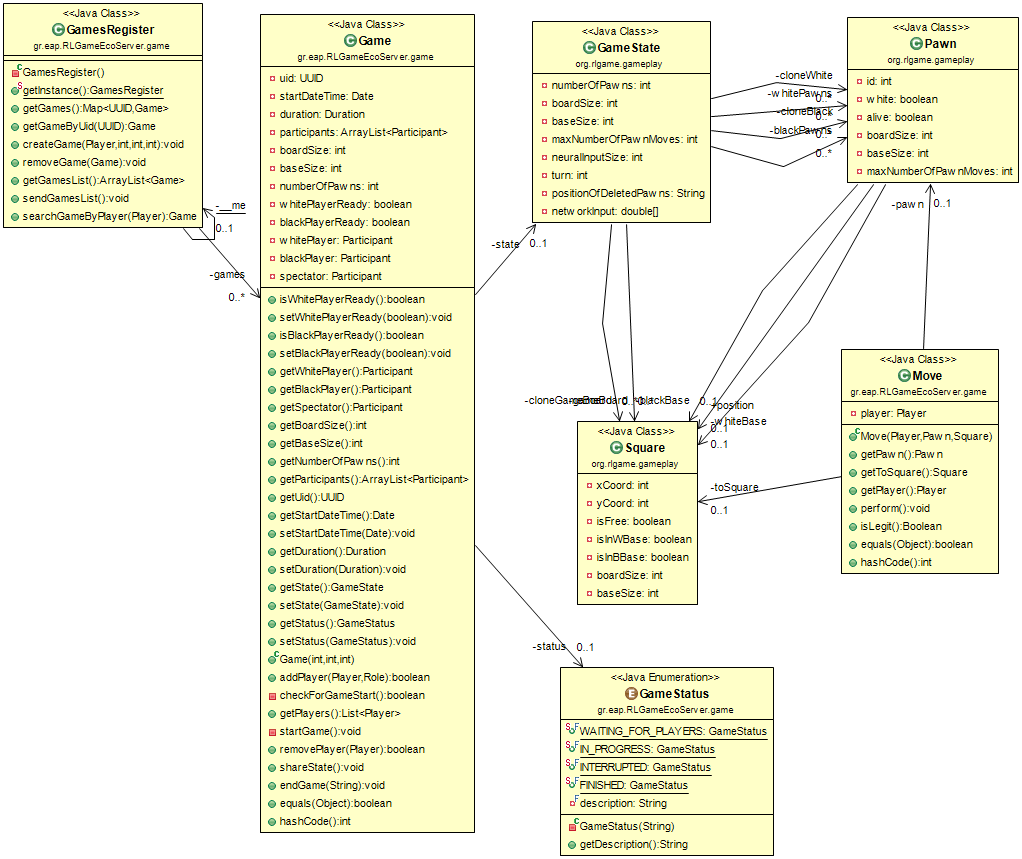 <<Java Class>>
GamesRegister
gr.eap.RLGameEcoServer.game
GamesRegister()
getInstance():GamesRegister
getGames():Map<UUID,Game>
getGameByUid(UUID):Game
createGame(Player,int,int,int):void
removeGame(Game):void
getGamesList():ArrayList<Game>
sendGamesList():void
searchGameByPlayer(Player):Game
-__me
0..1
-games
0..*
<<Java Class>>
Game
gr.eap.RLGameEcoServer.game
uid: UUID
startDateTime: Date
duration: Duration
participants: ArrayList<Participant>
boardSize: int
baseSize: int
numberOfPawns: int
whitePlayerReady: boolean
blackPlayerReady: boolean
whitePlayer: Participant
blackPlayer: Participant
spectator: Participant
isWhitePlayerReady():boolean
setWhitePlayerReady(boolean):void
isBlackPlayerReady():boolean
setBlackPlayerReady(boolean):void
getWhitePlayer():Participant
getBlackPlayer():Participant
getSpectator():Participant
getBoardSize():int
getBaseSize():int
getNumberOfPawns():int
getParticipants():ArrayList<Participant>
getUid():UUID
getStartDateTime():Date
setStartDateTime(Date):void
getDuration():Duration
setDuration(Duration):void
getState():GameState
setState(GameState):void
getStatus():GameStatus
setStatus(GameStatus):void
Game(int,int,int)
addPlayer(Player,Role):boolean
checkForGameStart():boolean
getPlayers():List<Player>
startGame():void
removePlayer(Player):boolean
shareState():void
endGame(String):void
equals(Object):boolean
hashCode():int
-state
0..1
-status
0..1
<<Java Class>>
GameState
org.rlgame.gameplay
numberOfPawns: int
boardSize: int
baseSize: int
maxNumberOfPawnMoves: int
neuralInputSize: int
turn: int
positionOfDeletedPawns: String
networkInput: double[]
-cloneWhite
-whitePawns
0..*
-cloneBlack
0..*
-blackPawns
0..*
0..*
<<Java Class>>
Pawn
org.rlgame.gameplay
id: int
white: boolean
alive: boolean
boardSize: int
baseSize: int
maxNumberOfPawnMoves: int
-pawn
0..1
-blackBase
0..1
-position
0..1
-whiteBase
0..1
<<Java Class>>
Square
org.rlgame.gameplay
xCoord: int
yCoord: int
isFree: boolean
isInWBase: boolean
isInBBase: boolean
boardSize: int
baseSize: int
-toSquare
0..1
<<Java Class>>
Move
gr.eap.RLGameEcoServer.game
player: Player
Move(Player,Pawn,Square)
getPawn():Pawn
getToSquare():Square
getPlayer():Player
perform():void
isLegit():Boolean
equals(Object):boolean
hashCode():int
<<Java Enumeration>>
GameStatus
gr.eap.RLGameEcoServer.game
WAITING_FOR_PLAYERS: GameStatus
IN_PROGRESS: GameStatus
INTERRUPTED: GameStatus
FINISHED: GameStatus
description: String
GameStatus(String)
getDescription():String